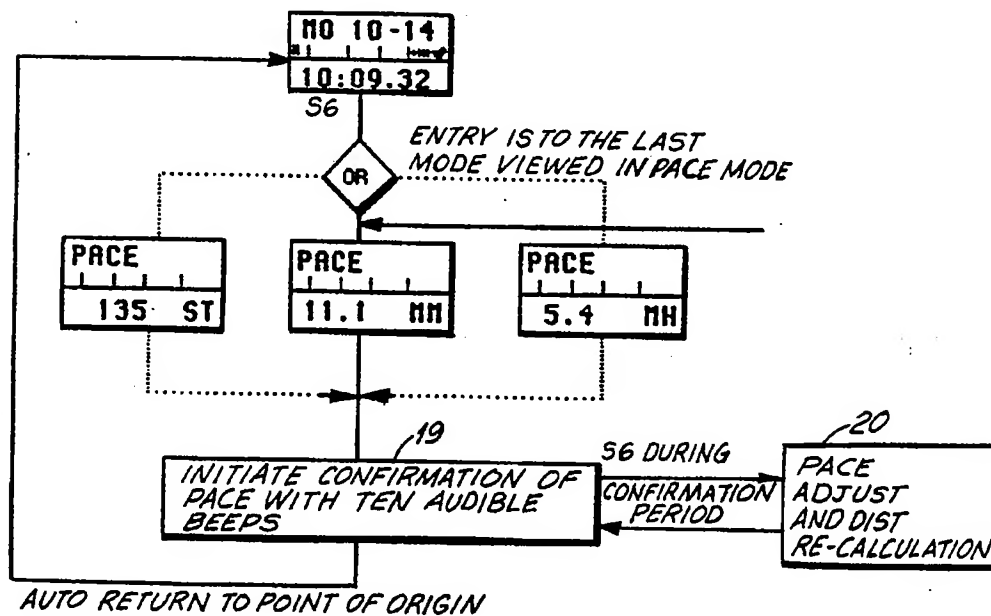 MO 10-14
10:09.32
S6
ENTRY IS TO THE LAST
MODE VIEWED IN PACE MODE
OR
PACE
135 ST
PACE
11.1 MM
PACE
5.4 MH
19
INITIATE CONFIRMATION OF
PACE WITH TEN AUDIBLE
BEEPS
S6 DURING
CONFIRMATION
PERIOD
20
PACE
ADJUST
AND DIST
RE-CALCULATION
AUTO RETURN TO POINT OF ORIGIN